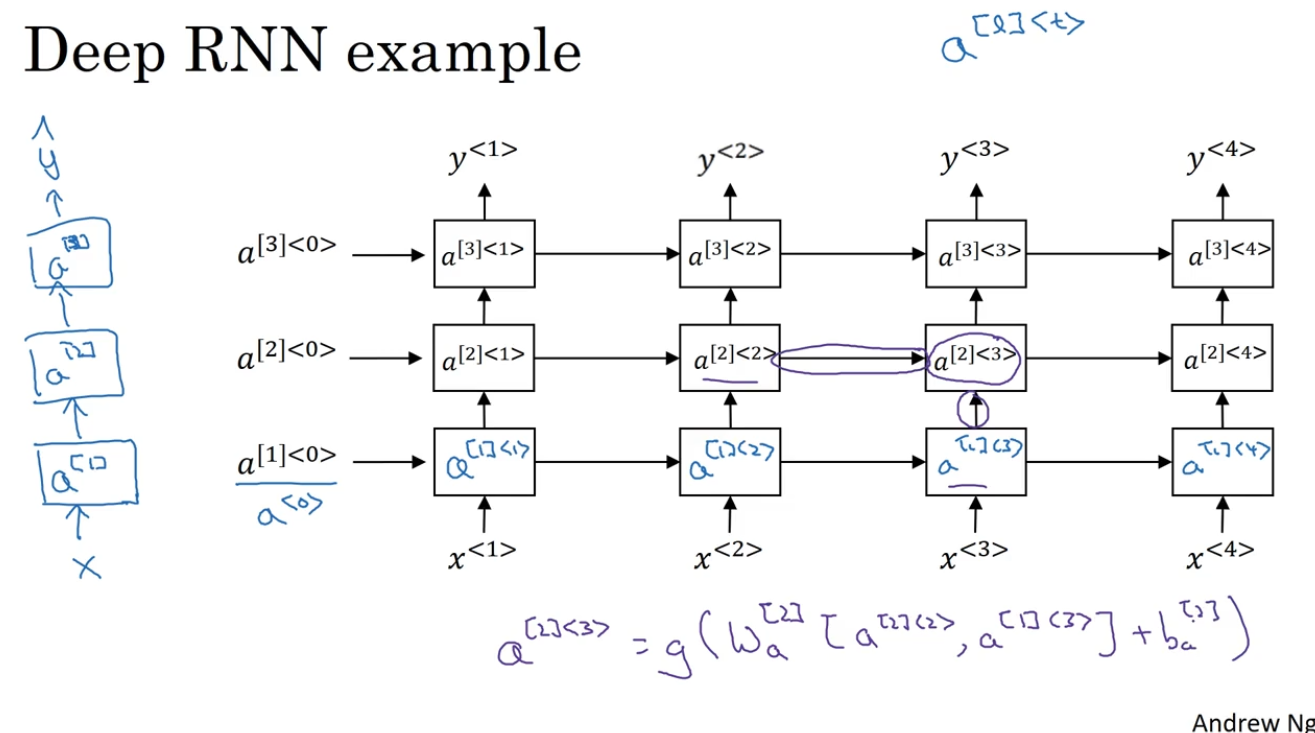 Deep RNN example
a^[l]<t>
ŷ
a^[3]
a^[2]
a^[1]
x
y^<1> y^<2> y^<3> y^<4>
a^[3]<0> a^[3]<1> a^[3]<2> a^[3]<3> a^[3]<4>
a^[2]<0> a^[2]<1> a^[2]<2> a^[2]<3> a^[2]<4>
a^[1]<0> a^[1]<1> a^[1]<2> a^[1]<3> a^[1]<4>
a^<0>
x^<1> x^<2> x^<3> x^<4>
a^[2]<3> = g(W_a^[2] [a^[2]<2>, a^[1]<3>] + b_a^[2])
Andrew Ng